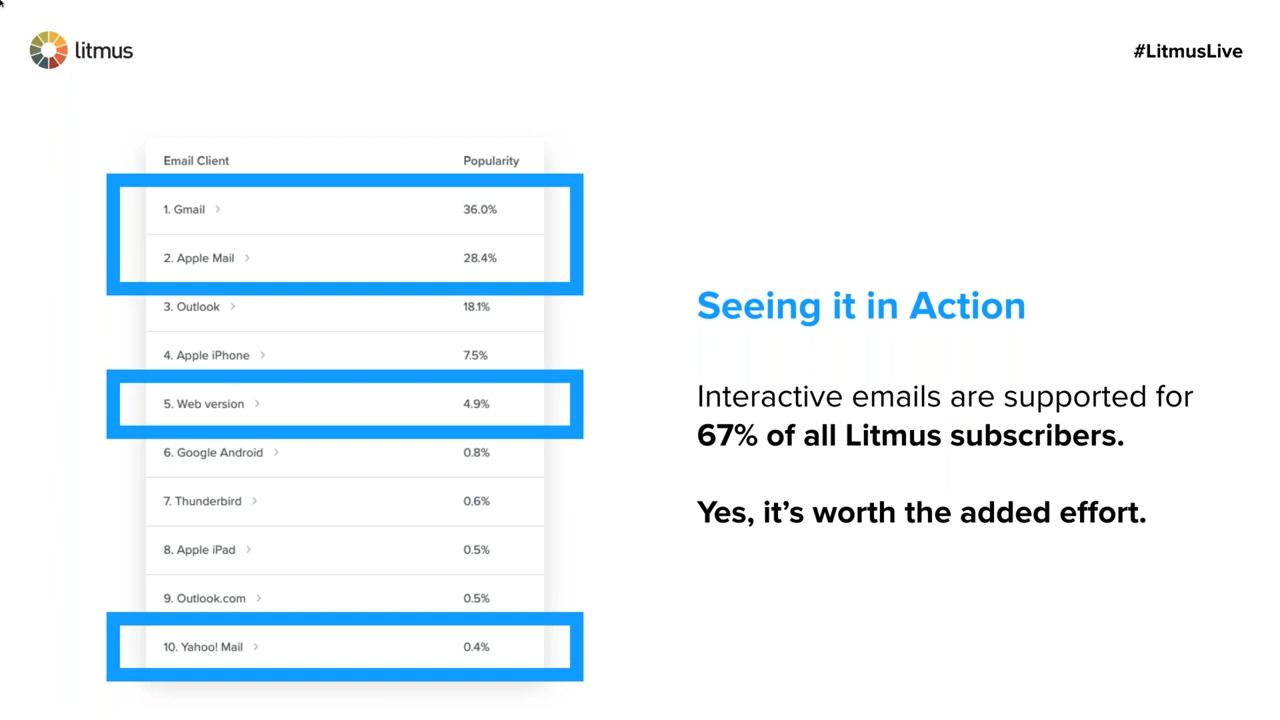 litmus
#LitmusLive
Email Client Popularity
1. Gmail > 36.0%
2. Apple Mail > 28.4%
3. Outlook > 18.1%
4. Apple iPhone > 7.5%
5. Web version > 4.9%
6. Google Android > 0.8%
7. Thunderbird > 0.6%
8. Apple iPad > 0.5%
9. Outlook.com > 0.5%
10. Yahoo! Mail > 0.4%
Seeing it in Action
Interactive emails are supported for
67% of all Litmus subscribers.
Yes, it’s worth the added effort.